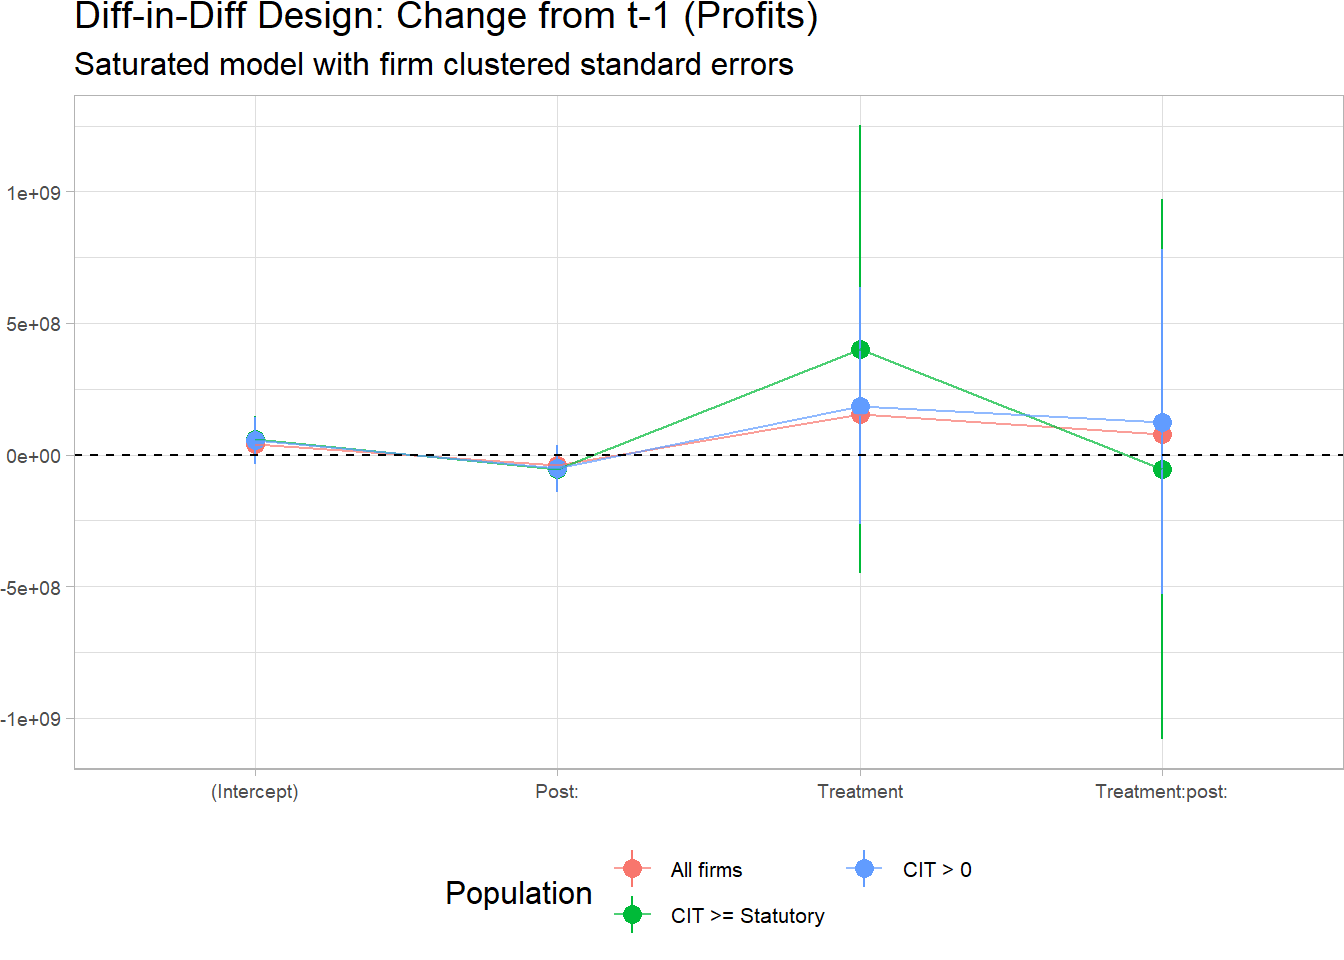 Diff-in-Diff Design: Change from t-1 (Profits)
Saturated model with firm clustered standard errors
1e+09
5e+08
0e+00
-5e+08
-1e+09
(Intercept)
Post:
Treatment
Treatment:post:
Population
All firms
CIT > 0
CIT >= Statutory